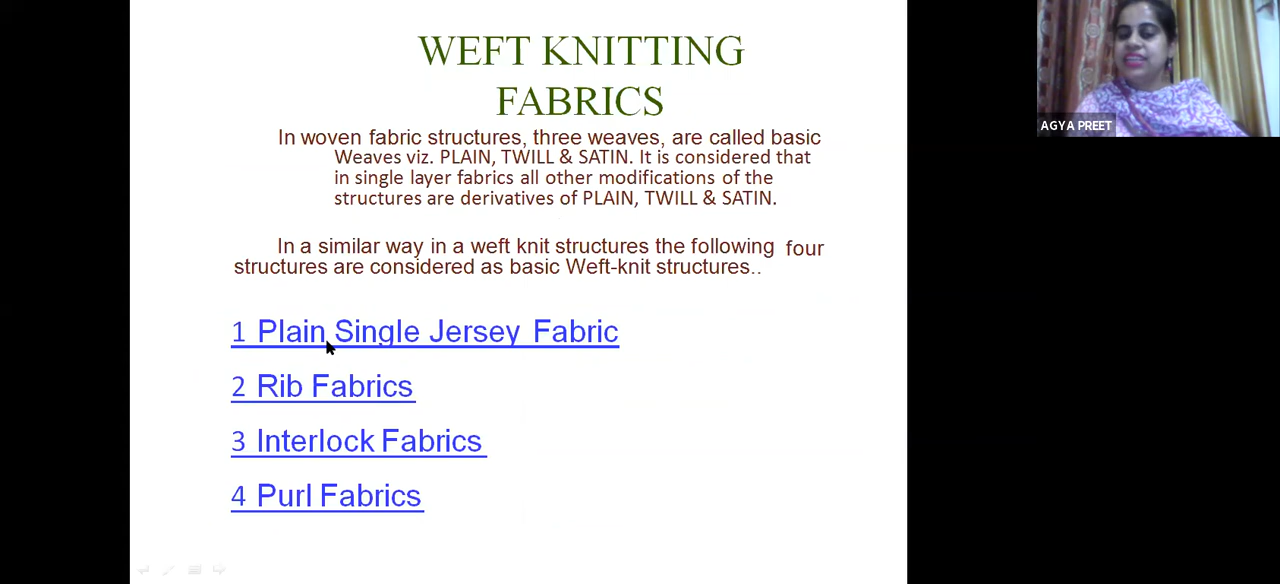 WEFT KNITTING
FABRICS
In woven fabric structures, three weaves, are called basic
Weaves viz. PLAIN, TWILL & SATIN. It is considered that
in single layer fabrics all other modifications of the
structures are derivatives of PLAIN, TWILL & SATIN.
In a similar way in a weft knit structures the following four
structures are considered as basic Weft-knit structures..
1 Plain Single Jersey Fabric
2 Rib Fabrics
3 Interlock Fabrics
4 Purl Fabrics
AGYA PREET